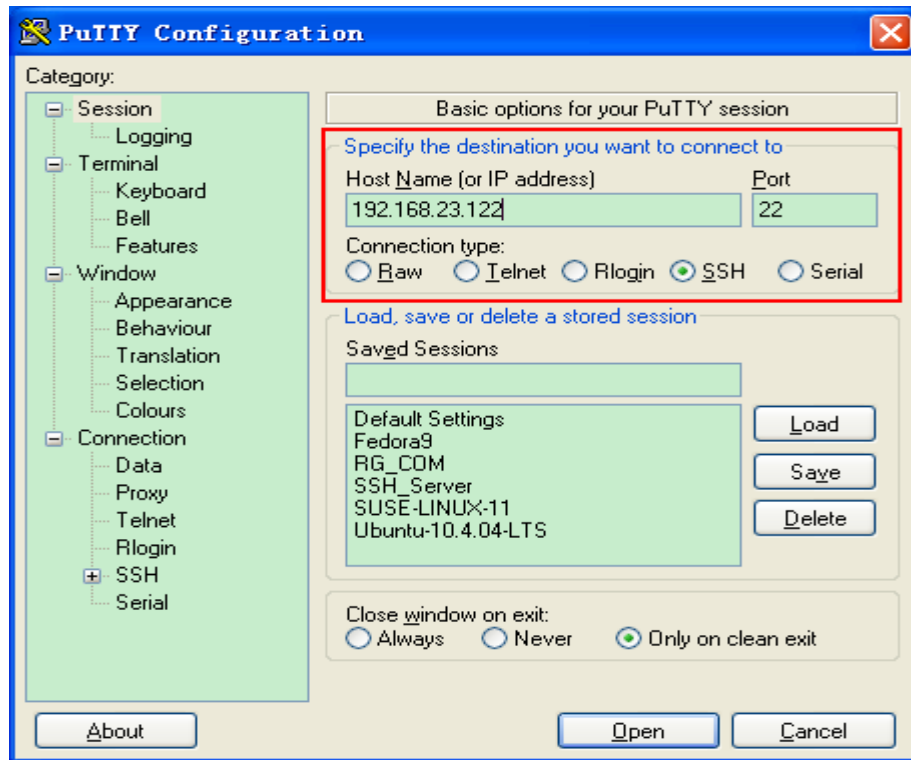 PuTTY Configuration
Category:
Session
Logging
Terminal
Keyboard
Bell
Features
Window
Appearance
Behaviour
Translation
Selection
Colours
Connection
Data
Proxy
Telnet
Rlogin
SSH
Serial
Basic options for your PuTTY session
Specify the destination you want to connect to
Host Name (or IP address) Port
192.168.23.122 22
Connection type:
Raw Telnet Rlogin SSH Serial
Load, save or delete a stored session
Saved Sessions
Default Settings
Fedora9
RG_COM
SSH_Server
SUSE-LINUX-11
Ubuntu-10.4.04-LTS
Load
Save
Delete
Close window on exit:
Always Never Only on clean exit
About Open Cancel